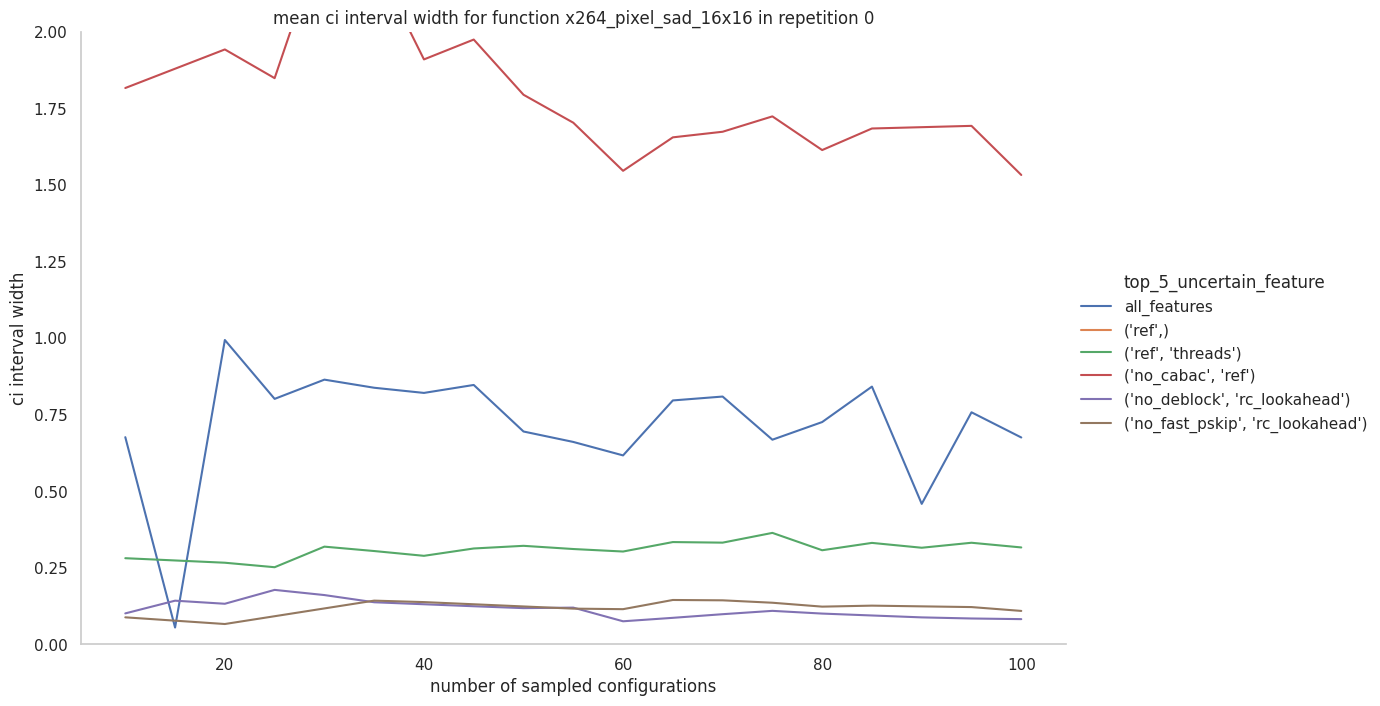 mean ci interval width for function x264_pixel_sad_16x16 in repetition 0
2.00
1.75
1.50
1.25
1.00
0.75
0.50
0.25
0.00
ci interval width
20
40
60
80
100
number of sampled configurations
top_5_uncertain_feature
all_features
('ref',)
('ref', 'threads')
('no_cabac', 'ref')
('no_deblock', 'rc_lookahead')
('no_fast_pskip', 'rc_lookahead')